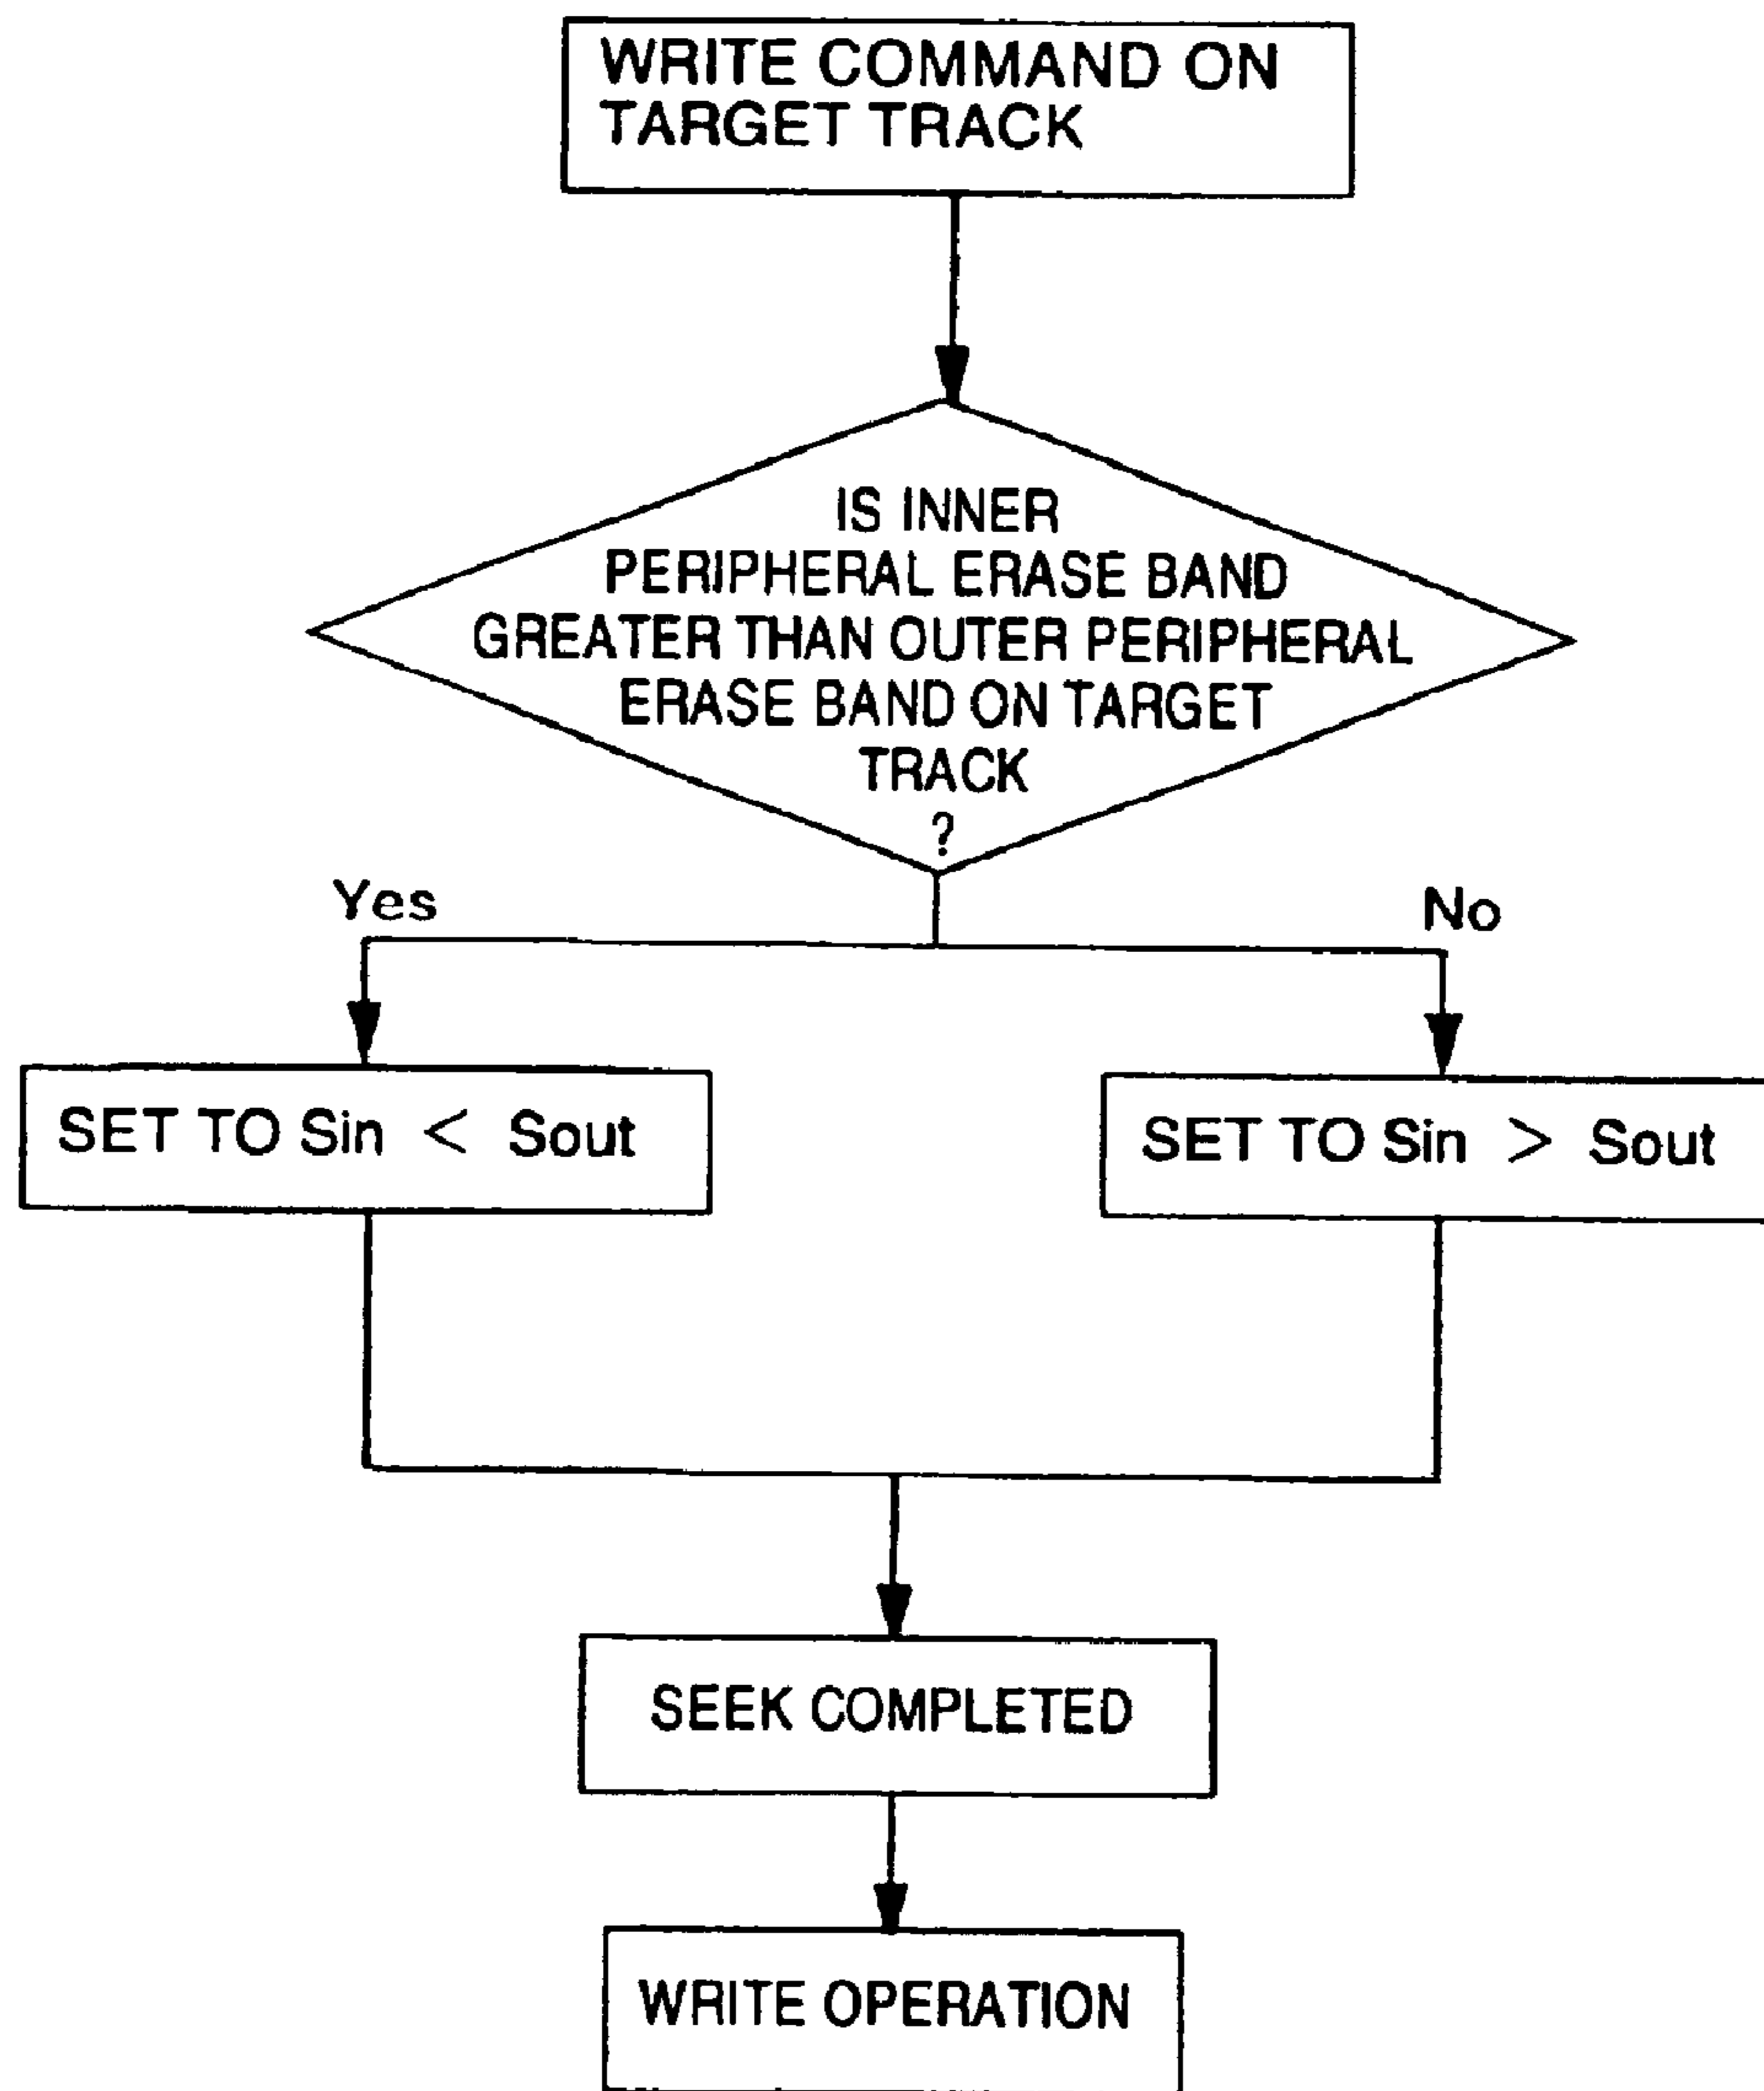 WRITE COMMAND ON
TARGET TRACK
IS INNER
PERIPHERAL ERASE BAND
GREATER THAN OUTER PERIPHERAL
ERASE BAND ON TARGET
TRACK
?
Yes
No
SET TO Sin < Sout
SET TO Sin > Sout
SEEK COMPLETED
WRITE OPERATION